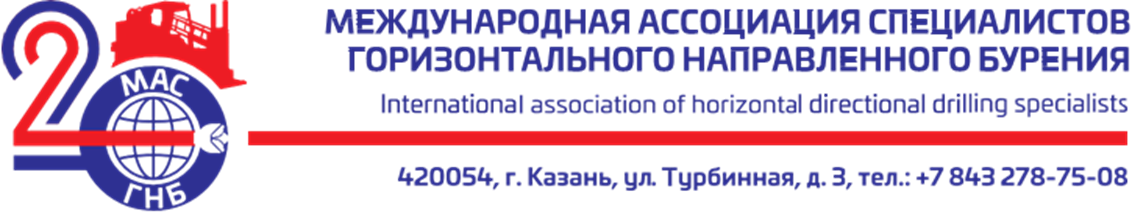 20
МАС
ГНБ
МЕЖДУНАРОДНАЯ АССОЦИАЦИЯ СПЕЦИАЛИСТОВ
ГОРИЗОНТАЛЬНОГО НАПРАВЛЕННОГО БУРЕНИЯ
International association of horizontal directional drilling specialists
420054, г. Казань, ул. Турбинная, д. 3, тел.: +7 843 278-75-08